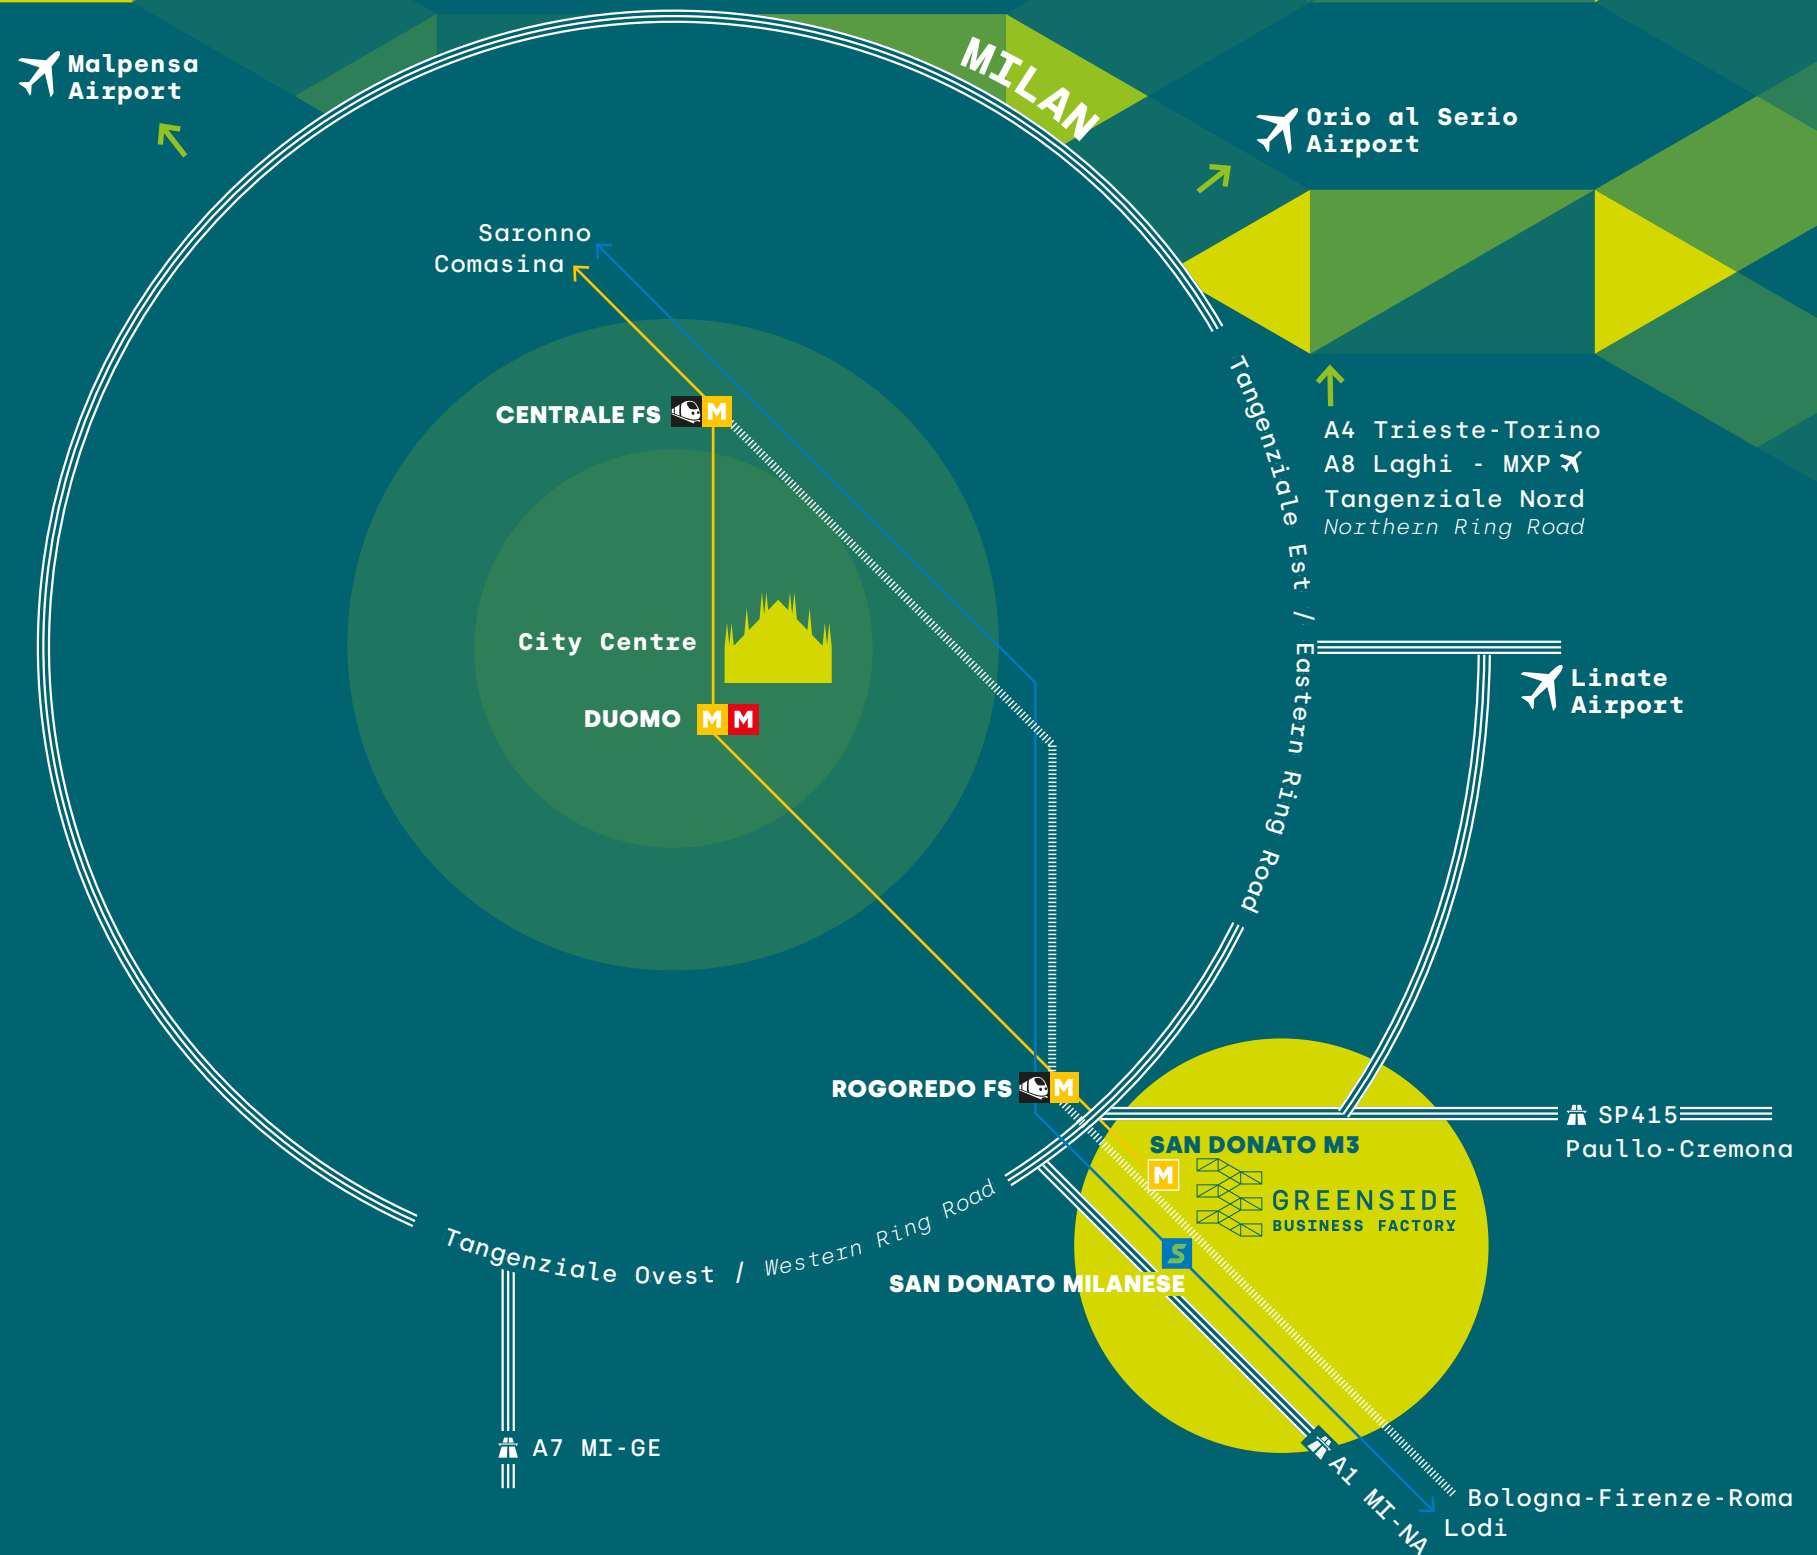 MILAN
Malpensa
Airport
Orio al Serio
Airport
Saronno
Comasina
Tangenziale Est / Eastern Ring Road
CENTRALE FS M
A4 Trieste-Torino
A8 Laghi - MXP
Tangenziale Nord
Northern Ring Road
City Centre
Linate
Airport
DUOMO M M
ROGOREDO FS M
SP415
Paullo-Cremona
SAN DONATO M3
M
GREENSIDE
BUSINESS FACTORY
Tangenziale Ovest / Western Ring Road
S
SAN DONATO MILANESE
A7 MI-GE
A1 MI-NA
Bologna-Firenze-Roma
Lodi